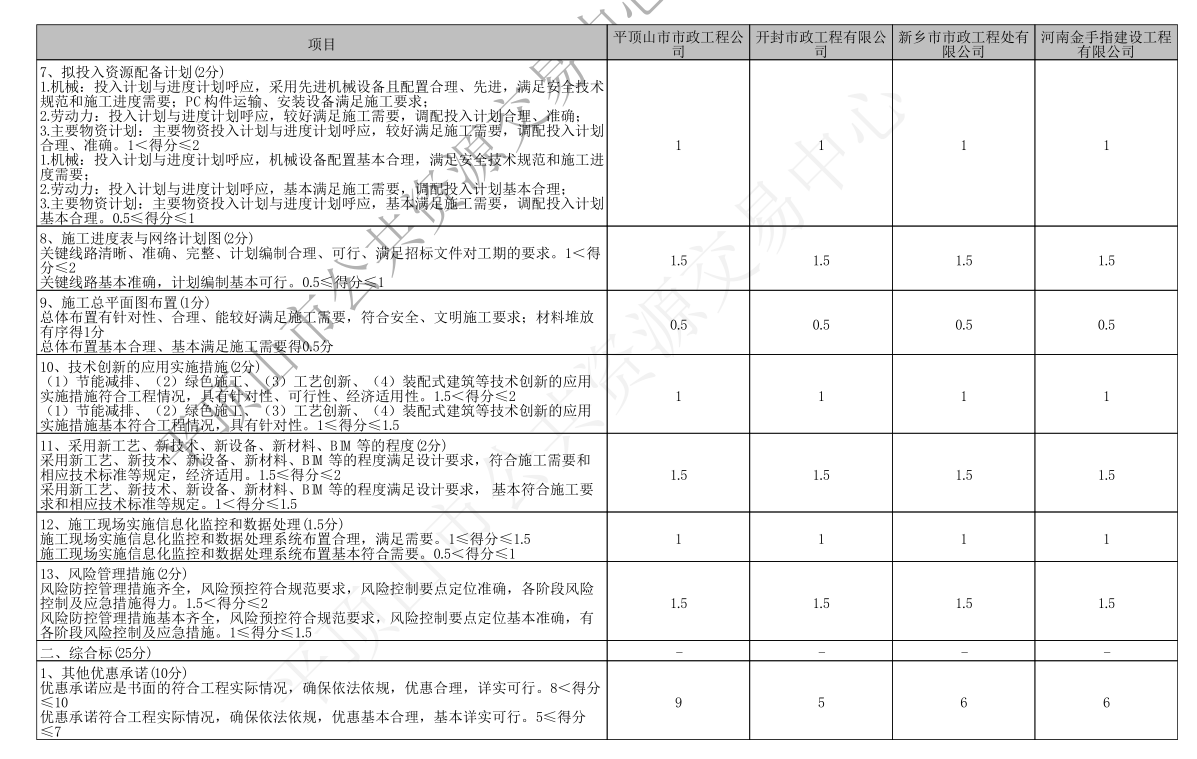 项目
平顶山市市政工程公
司
开封市政工程有限公
司
新乡市市政工程处有
限公司
河南金手指建设工程
有限公司
7、拟投入资源配备计划(2分)
1.机械：投入计划与进度计划呼应，采用先进机械设备且配置合理、先进，满足安全技术
规范和施工进度需要；PC 构件运输、安装设备满足施工要求；
2.劳动力：投入计划与进度计划呼应，较好满足施工需要，调配投入计划合理、准确；
3.主要物资计划：主要物资投入计划与进度计划呼应，较好满足施工需要，调配投入计划
合理、准确。1＜得分≤2
1.机械：投入计划与进度计划呼应，机械设备配置基本合理，满足安全技术规范和施工进
度需要；
2.劳动力：投入计划与进度计划呼应，基本满足施工需要，调配投入计划基本合理；
3.主要物资计划：主要物资投入计划与进度计划呼应，基本满足施工需要，调配投入计划
基本合理。0.5≤得分≤1
1 1 1 1
8、施工进度表与网络计划图(2分)
关键线路清晰、准确、完整、计划编制合理、可行、满足招标文件对工期的要求。1＜得
分≤2
关键线路基本准确，计划编制基本可行。0.5≤得分≤1
1.5 1.5 1.5 1.5
9、施工总平面图布置(1分)
总体布置有针对性、合理、能较好满足施工需要，符合安全、文明施工要求；材料堆放
有序得1分
总体布置基本合理、基本满足施工需要得0.5分
0.5 0.5 0.5 0.5
10、技术创新的应用实施措施(2分)
（1）节能减排、（2）绿色施工、（3）工艺创新、（4）装配式建筑等技术创新的应用
实施措施符合工程情况，具有针对性、可行性、经济适用性。1.5＜得分≤2
（1）节能减排、（2）绿色施工、（3）工艺创新、（4）装配式建筑等技术创新的应用
实施措施基本符合工程情况，具有针对性。1≤得分≤1.5
1 1 1 1
11、采用新工艺、新技术、新设备、新材料、BIM 等的程度(2分)
采用新工艺、新技术、新设备、新材料、BIM 等的程度满足设计要求，符合施工需要和
相应技术标准等规定，经济适用。1.5≤得分≤2
采用新工艺、新技术、新设备、新材料、BIM 等的程度满足设计要求， 基本符合施工要
求和相应技术标准等规定。1＜得分≤1.5
1.5 1.5 1.5 1.5
12、施工现场实施信息化监控和数据处理(1.5分)
施工现场实施信息化监控和数据处理系统布置合理，满足需要。1≤得分≤1.5
施工现场实施信息化监控和数据处理系统布置基本符合需要。0.5＜得分≤1
1 1 1 1
13、风险管理措施(2分)
风险防控管理措施齐全，风险预控符合规范要求，风险控制要点定位准确，各阶段风险
控制及应急措施得力。1.5＜得分≤2
风险防控管理措施基本齐全，风险预控符合规范要求，风险控制要点定位基本准确，有
各阶段风险控制及应急措施。1≤得分≤1.5
1.5 1.5 1.5 1.5
二、综合标(25分)
- - - -
1、其他优惠承诺(10分)
优惠承诺应是书面的符合工程实际情况，确保依法依规，优惠合理，详实可行。8＜得分
≤10
优惠承诺符合工程实际情况，确保依法依规，优惠基本合理，基本详实可行。5≤得分
≤7
9 5 6 6
平顶山市公共资源交易中心
平顶山市公共资源交易中心